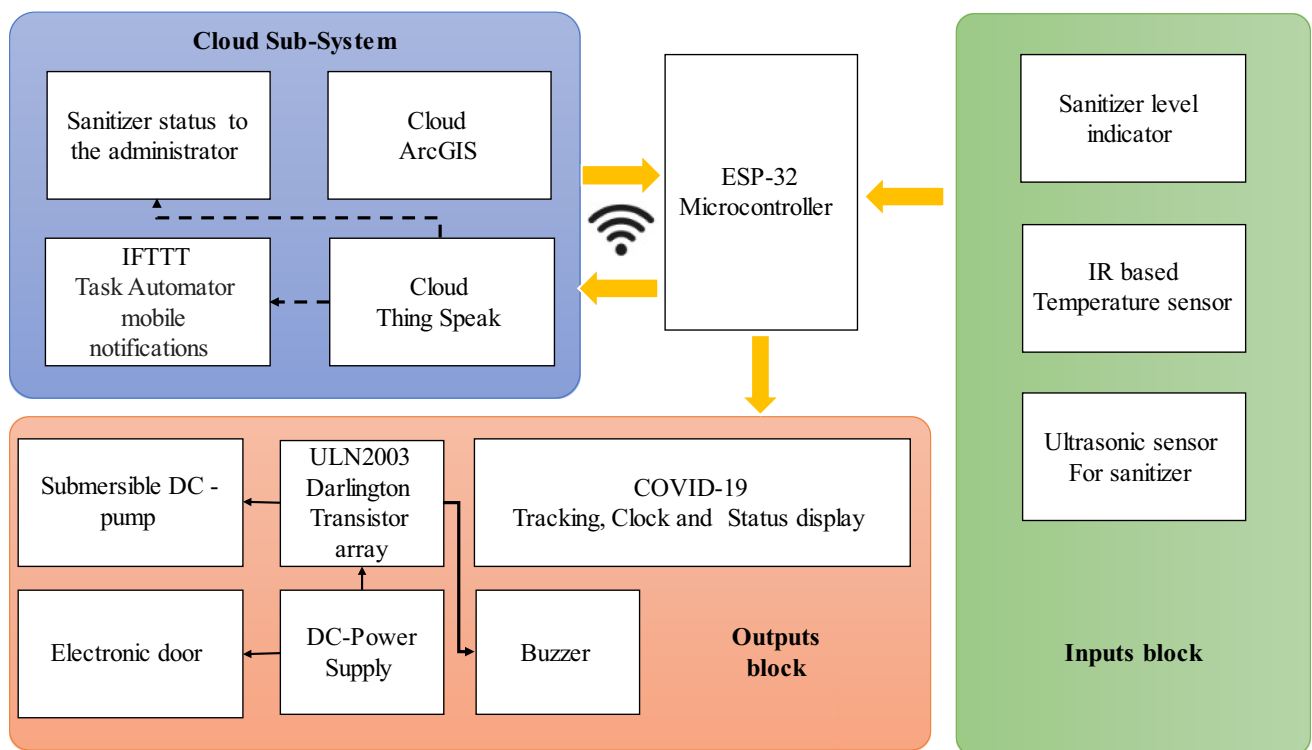 Cloud Sub-System
Sanitizer status to
the administrator
Cloud
ArcGIS
IFTTT
Task Automator
mobile
notifications
Cloud
Thing Speak
ESP-32
Microcontroller
Sanitizer level
indicator
IR based
Temperature sensor
Ultrasonic sensor
For sanitizer
Inputs block
Submersible DC -
pump
ULN2003
Darlington
Transistor
array
COVID-19
Tracking, Clock and Status display
Electronic door
DC-Power
Supply
Buzzer
Outputs
block